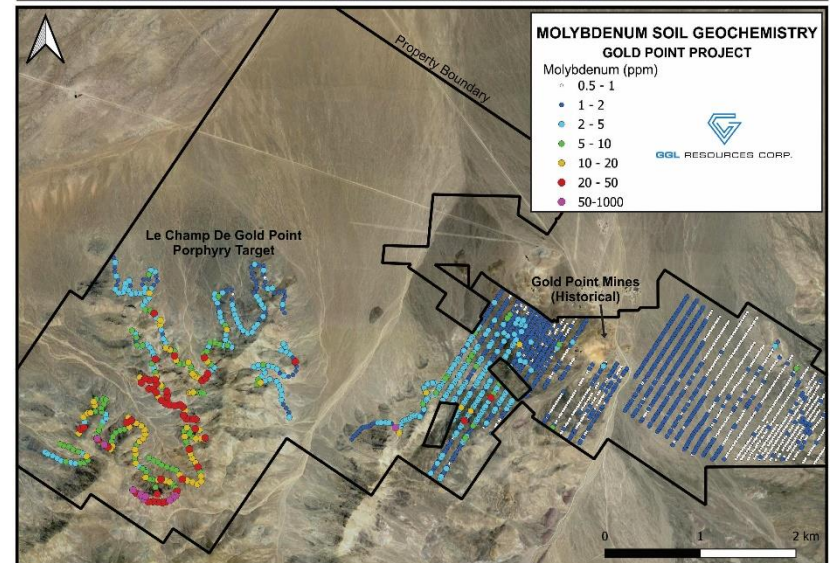 MOLYBDENUM SOIL GEOCHEMISTRY
GOLD POINT PROJECT
Molybdenum (ppm)
0.5 - 1
1 - 2
2 - 5
5 - 10
10 - 20
20 - 50
50-1000
GGL RESOURCES CORP.
Property Boundary
Le Champ De Gold Point
Porphyry Target
Gold Point Mines
(Historical)
0 1 2 km